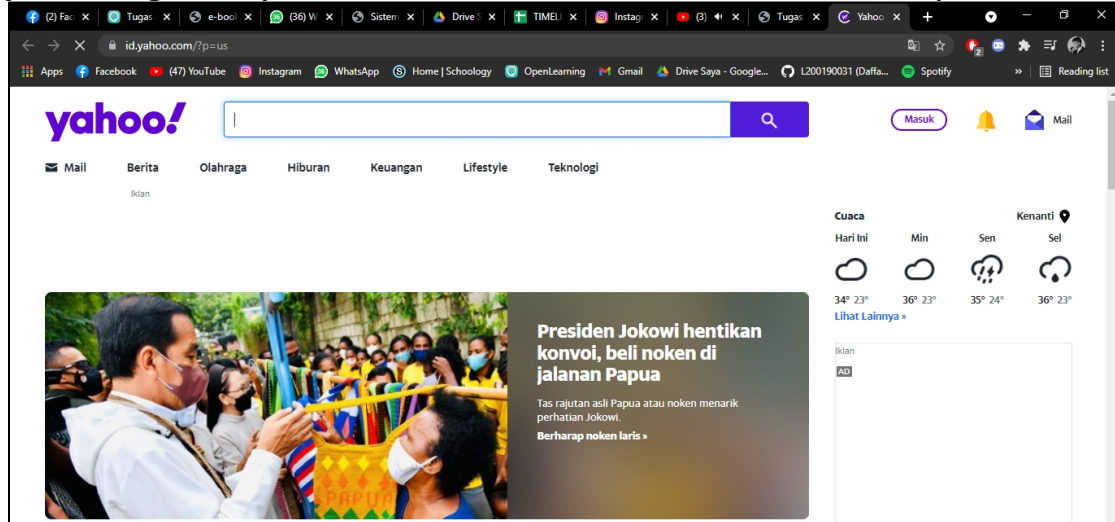 (2) Fac
Tugas
e-bool
(36) W
Sistem
Drive S
TIMELI
Instagr
(3)
Tugas
Yahoo
id.yahoo.com/?p=us
Apps
Facebook
(47) YouTube
Instagram
WhatsApp
Home | Schoology
OpenLearning
Gmail
Drive Saya - Google...
L200190031 (Daffa...
Spotify
»
Reading list
yahoo!
Masuk
Mail
Mail
Berita
Olahraga
Hiburan
Keuangan
Lifestyle
Teknologi
Iklan
Cuaca
Kenanti
Hari Ini
Min
Sen
Sel
34° 23°
36° 23°
35° 24°
36° 23°
Lihat Lainnya »
Presiden Jokowi hentikan
konvoi, beli noken di
jalanan Papua
Tas rajutan asli Papua atau noken menarik
perhatian Jokowi.
Berharap noken laris »
PAPUA
Iklan
AD